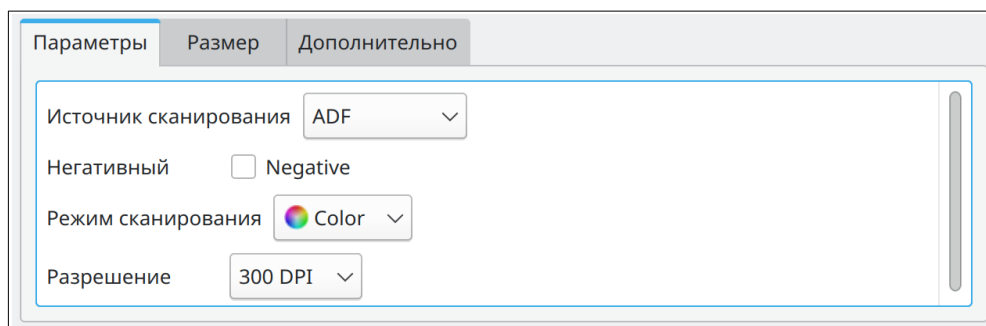 Параметры Размер Дополнительно
Источник сканирования ADF
Негативный Negative
Режим сканирования Color
Разрешение 300 DPI